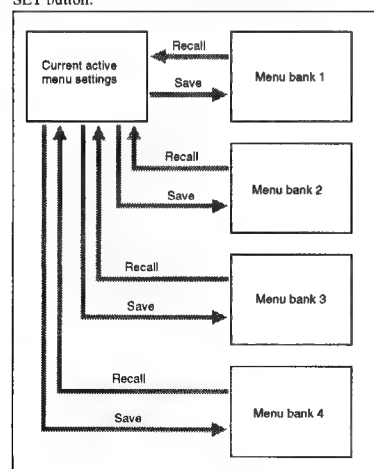 SET button.
Recall
Current active
menu settings
Menu bank 1
Save
Recall
Menu bank 2
Save
Recall
Menu bank 3
Save
Recall
Menu bank 4
Save